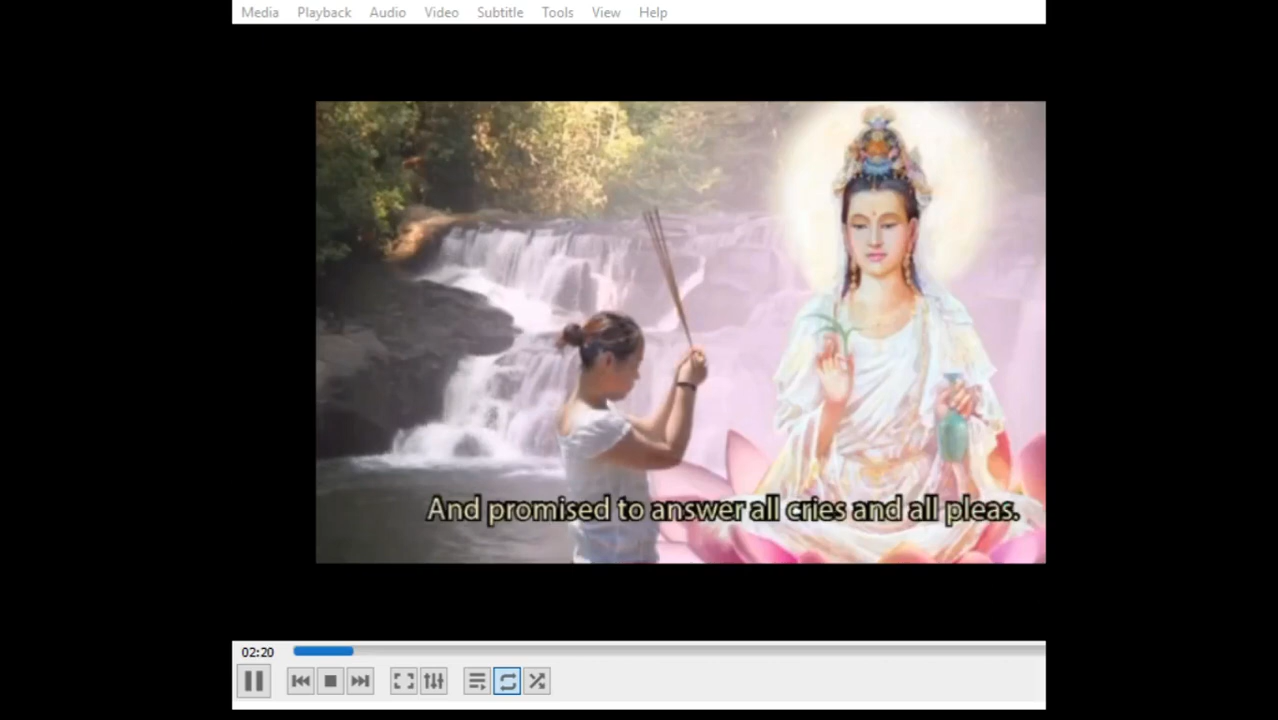 Media Playback Audio Video Subtitle Tools View Help
And promised to answer all cries and all pleas.
02:20